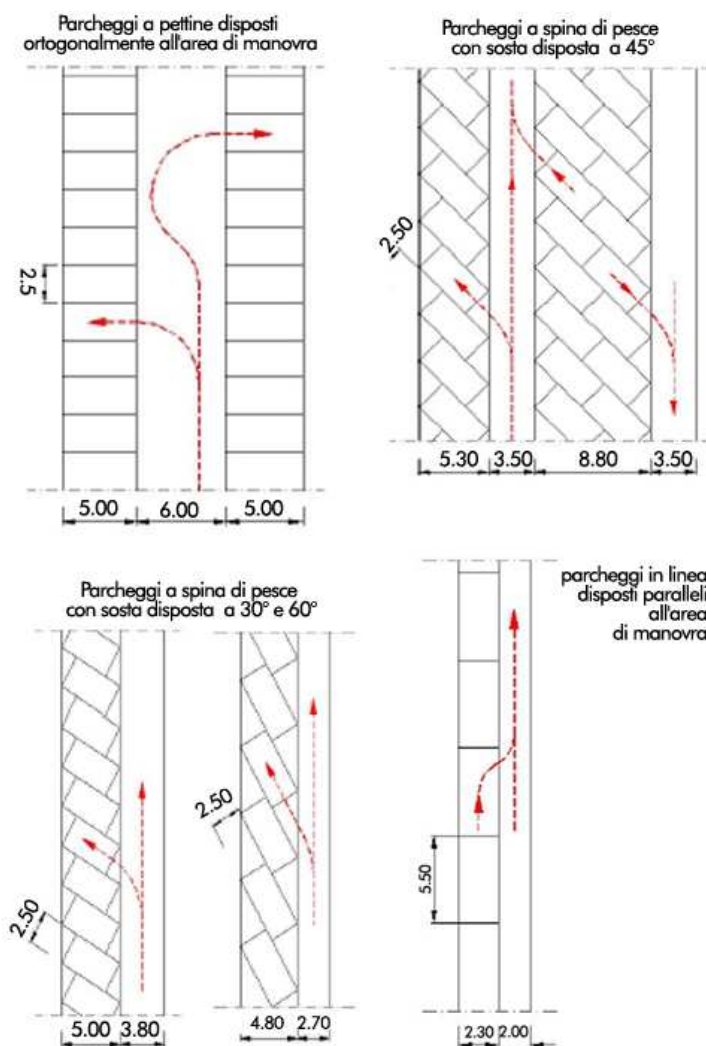 Parcheggi a pettine disposti
ortogonalmente all'area di manovra
2.5
5.00 6.00 5.00
Parcheggi a spina di pesce
con sosta disposta a 45°
2.50
5.30 3.50 8.80 3.50
Parcheggi a spina di pesce
con sosta disposta a 30° e 60°
2.50
5.00 3.80
2.50
4.80 2.70
parcheggi in linea
disposti paralleli
all'area
di manovra
5.50
2.30 2.00